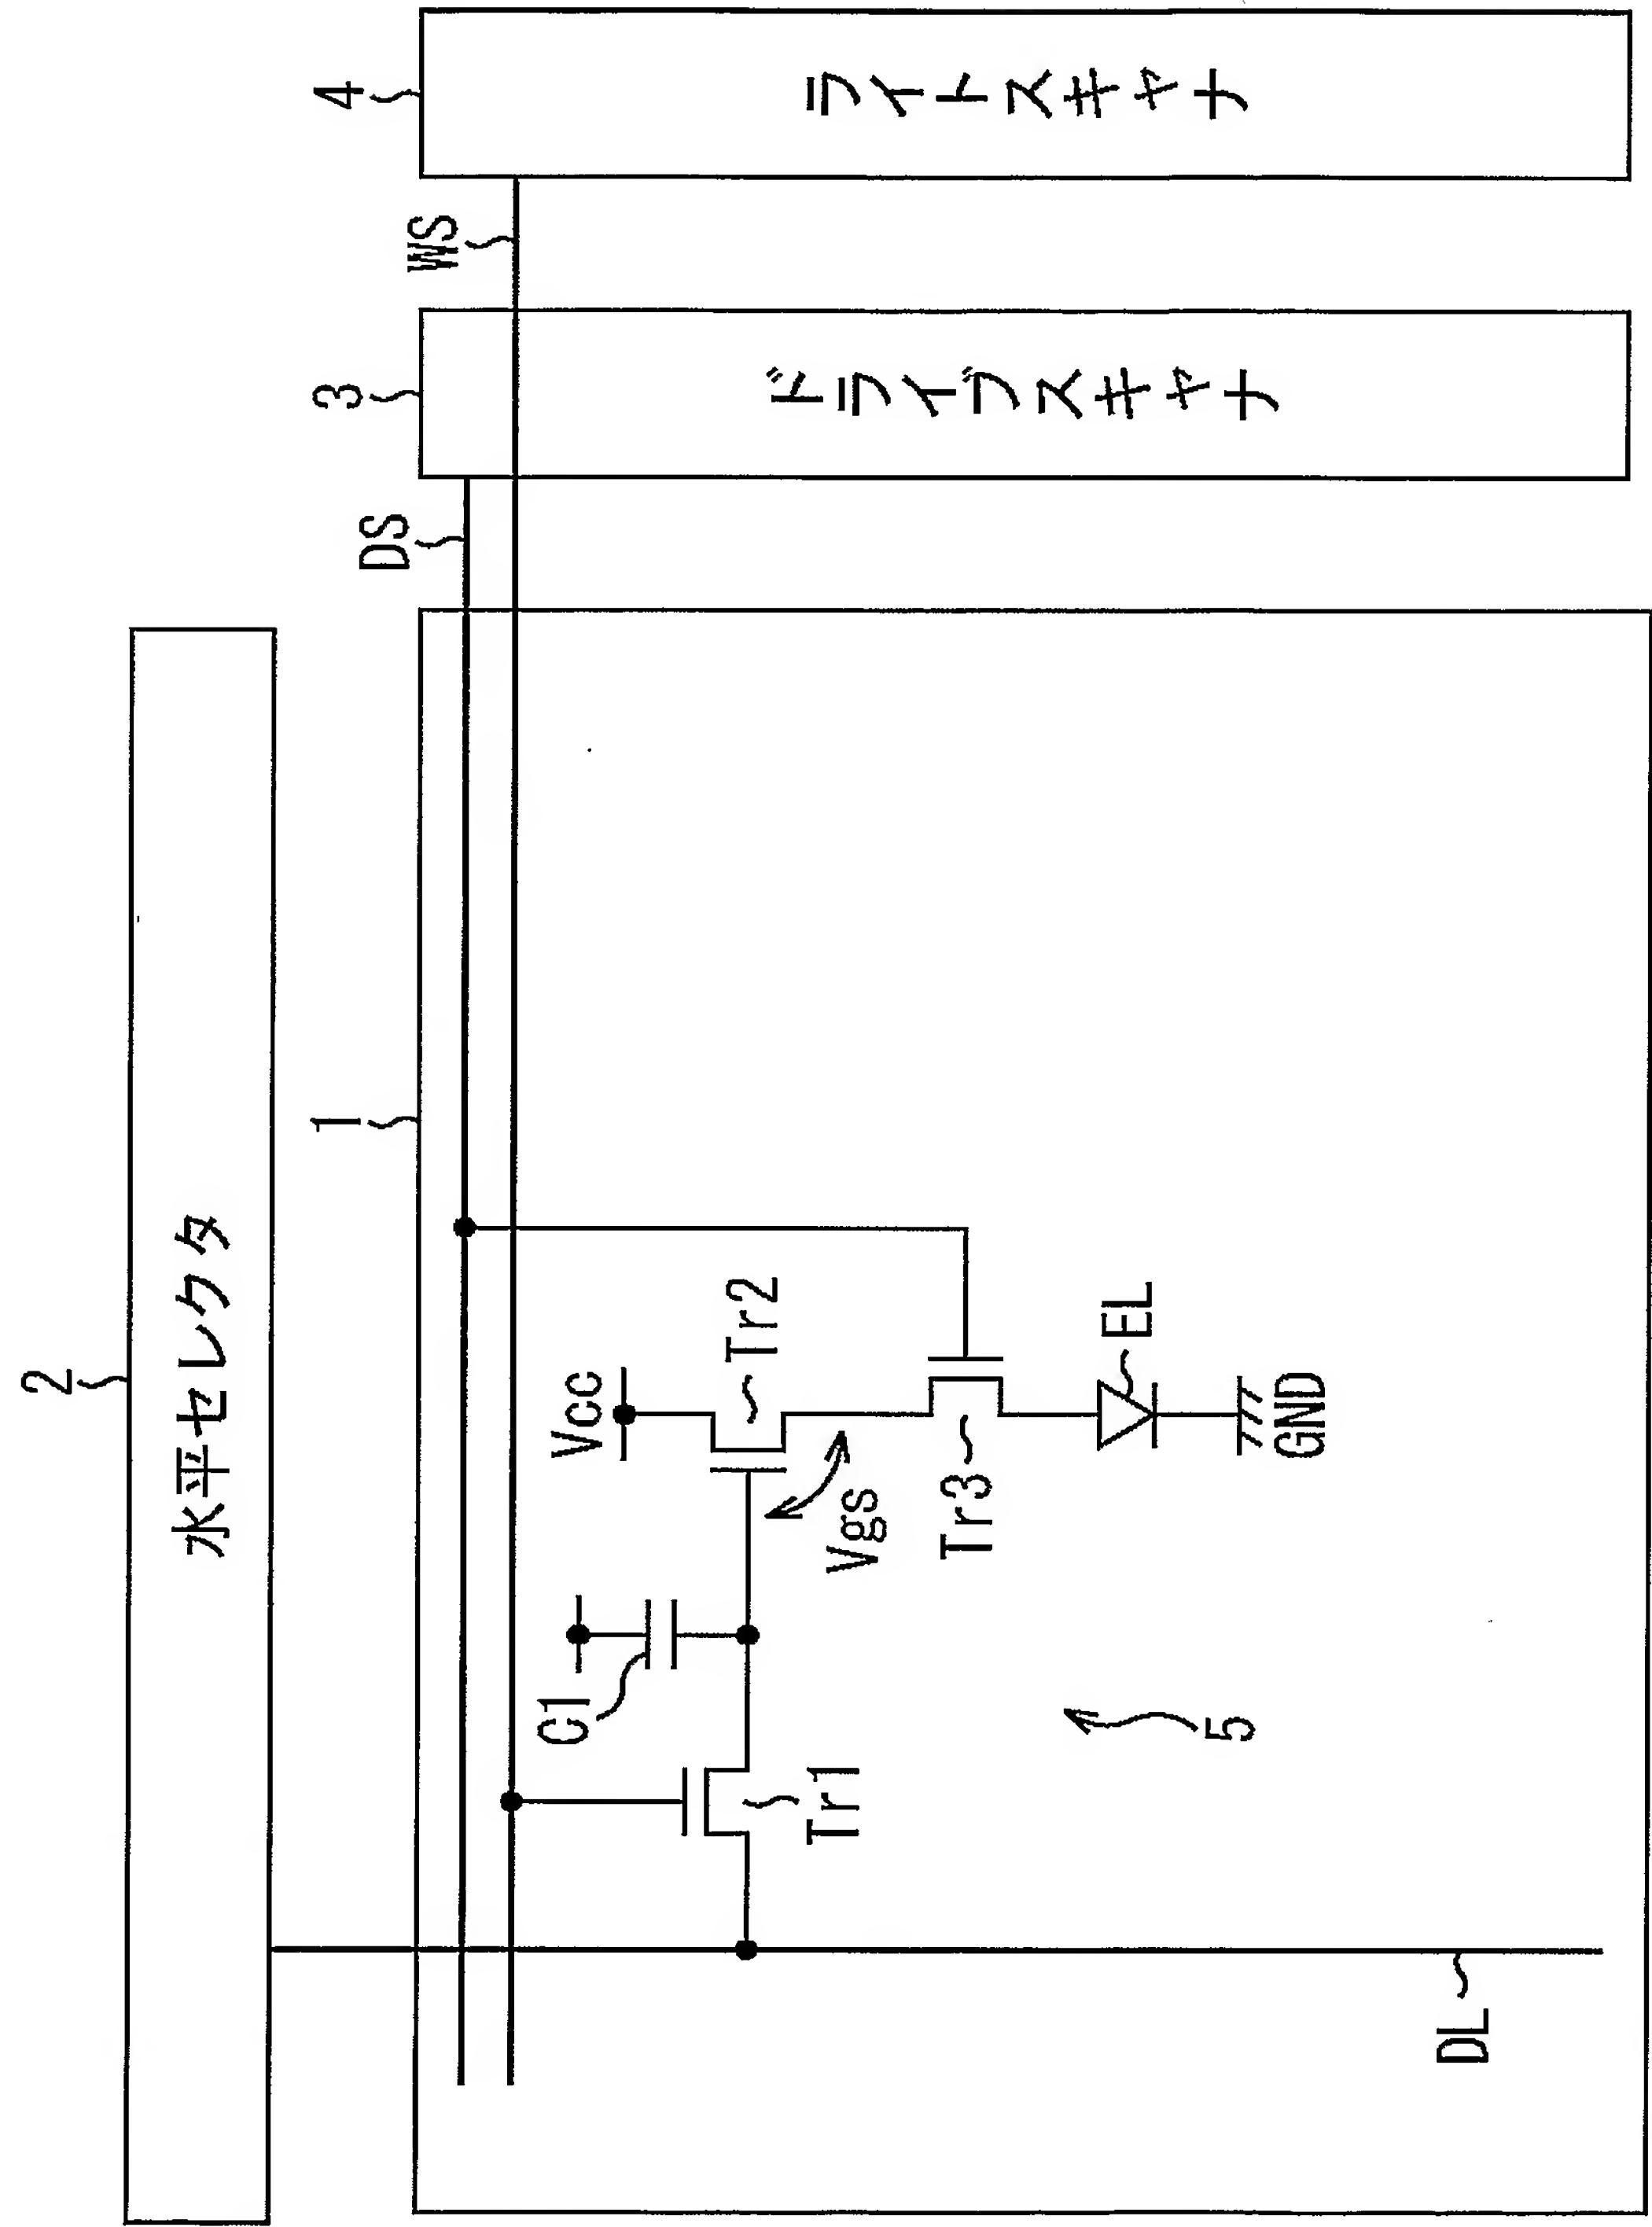 2
水平セレクタ
1
DS
3
ドライブスキャナ
WS
4
ライトスキャナ
Vcc
Tr2
C1
Vgs
Tr1
Tr3
EL
GND
5
DL